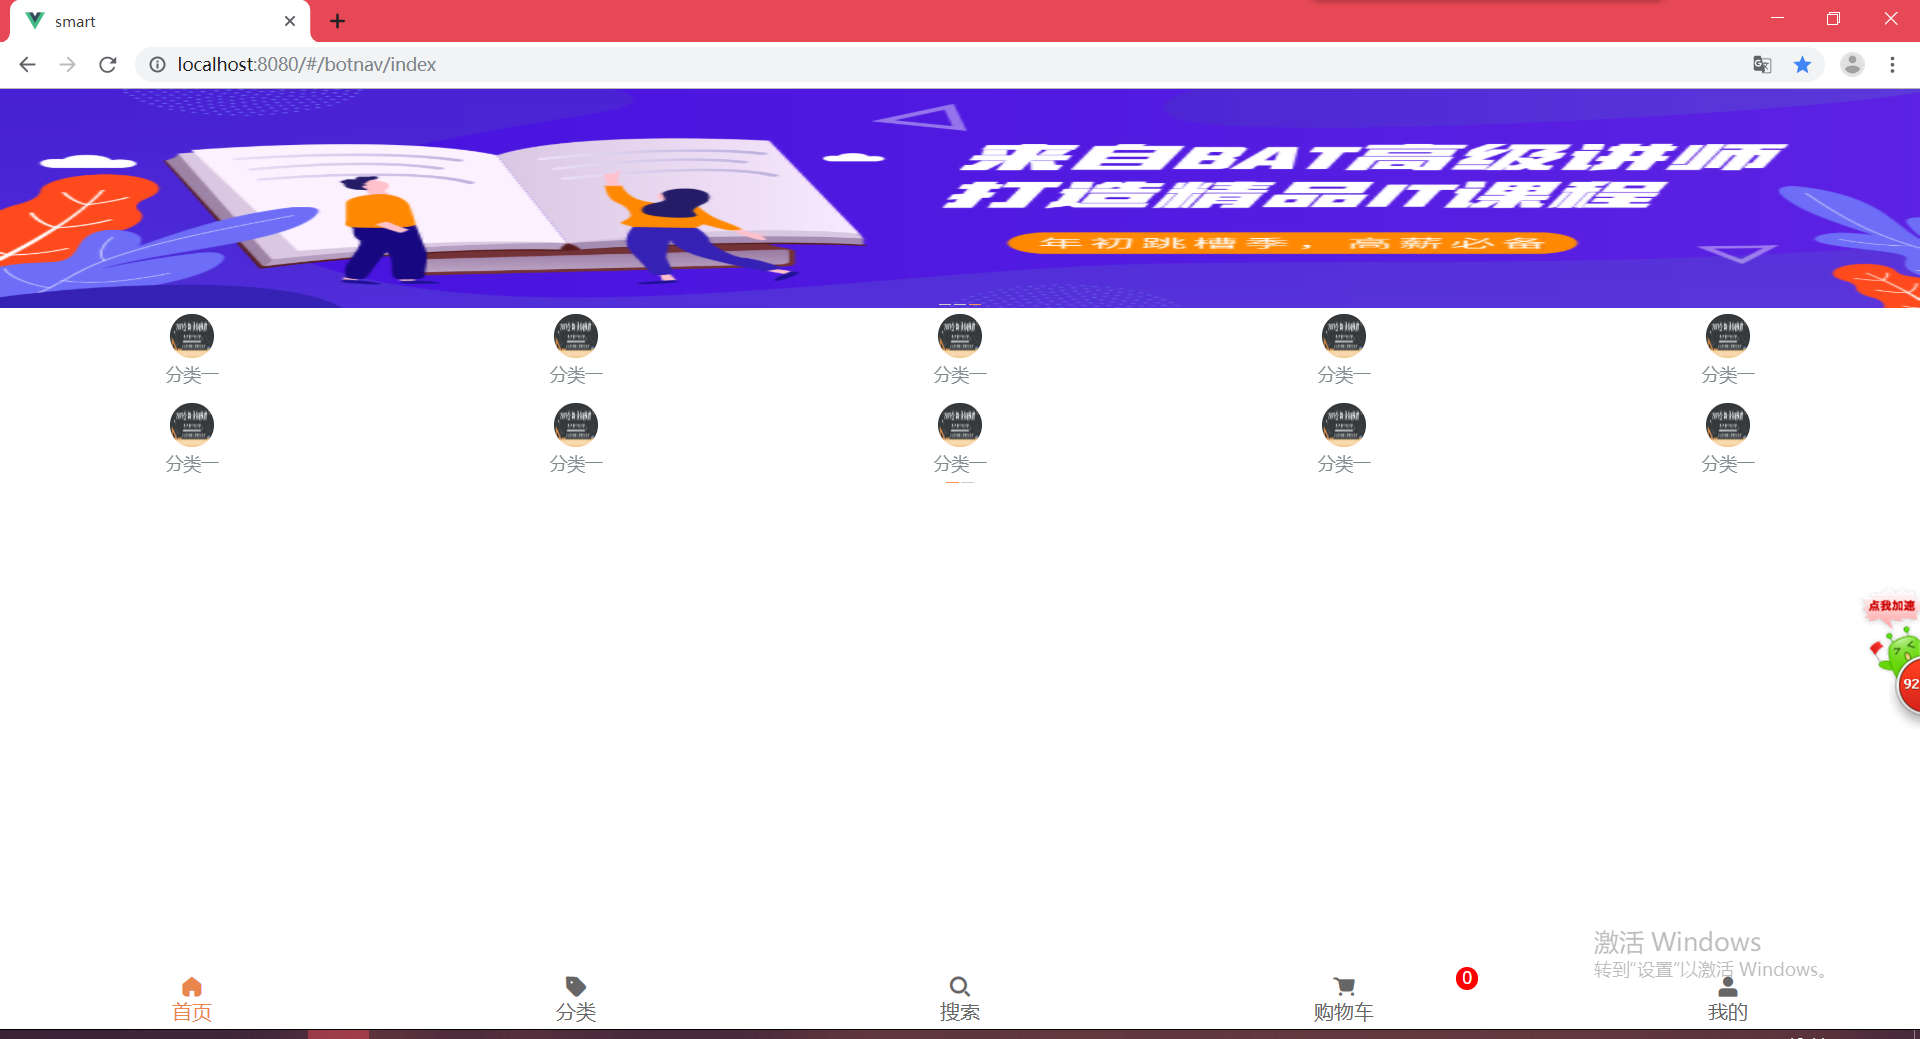 smart
localhost:8080/#/botnav/index
来自BAT高级讲师
打造精品IT课程
年初跳槽季，高薪必备
分类一
分类一
分类一
分类一
分类一
分类一
分类一
分类一
分类一
分类一
点我加速
92
激活 Windows
转到“设置”以激活 Windows。
0
首页
分类
搜索
购物车
我的